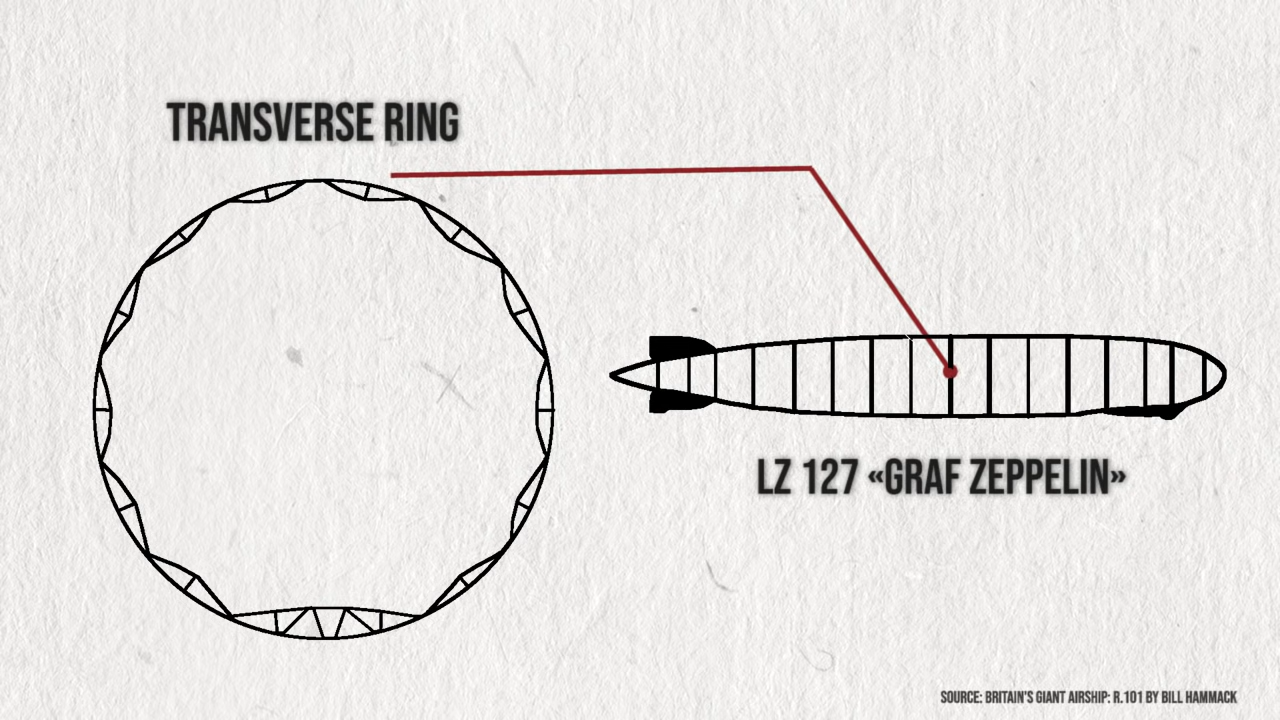 TRANSVERSE RING
LZ 127 «GRAF ZEPPELIN»
SOURCE: BRITAIN'S GIANT AIRSHIP: R.101 BY BILL HAMMACK